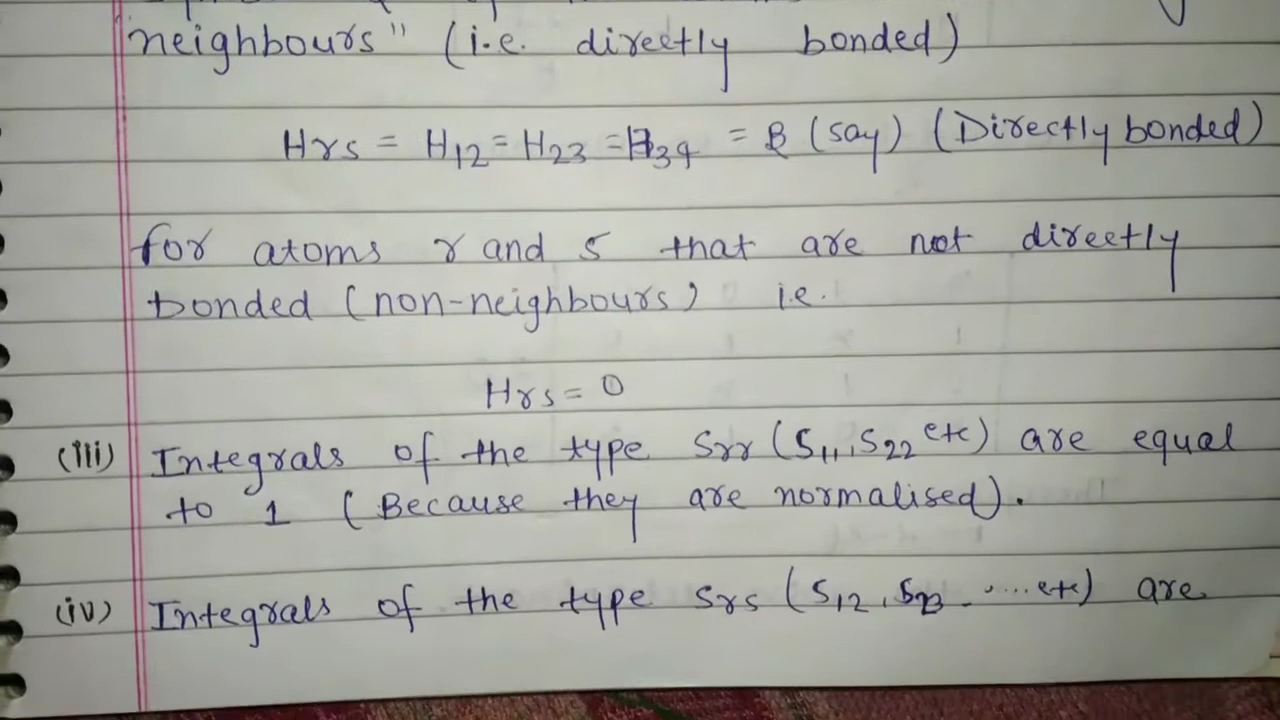 neighbours" (i.e. directly bonded)
Hrs = H12 = H23 = H34 = β (say) (Directly bonded)
for atoms r and s that are not directly
bonded (non-neighbours) i.e.
Hrs = 0
(iii) Integrals of the type Srr (S11, S22 etc) are equal
to 1 (Because they are normalised).
(iv) Integrals of the type Srs (S12, S23 ..... etc) are